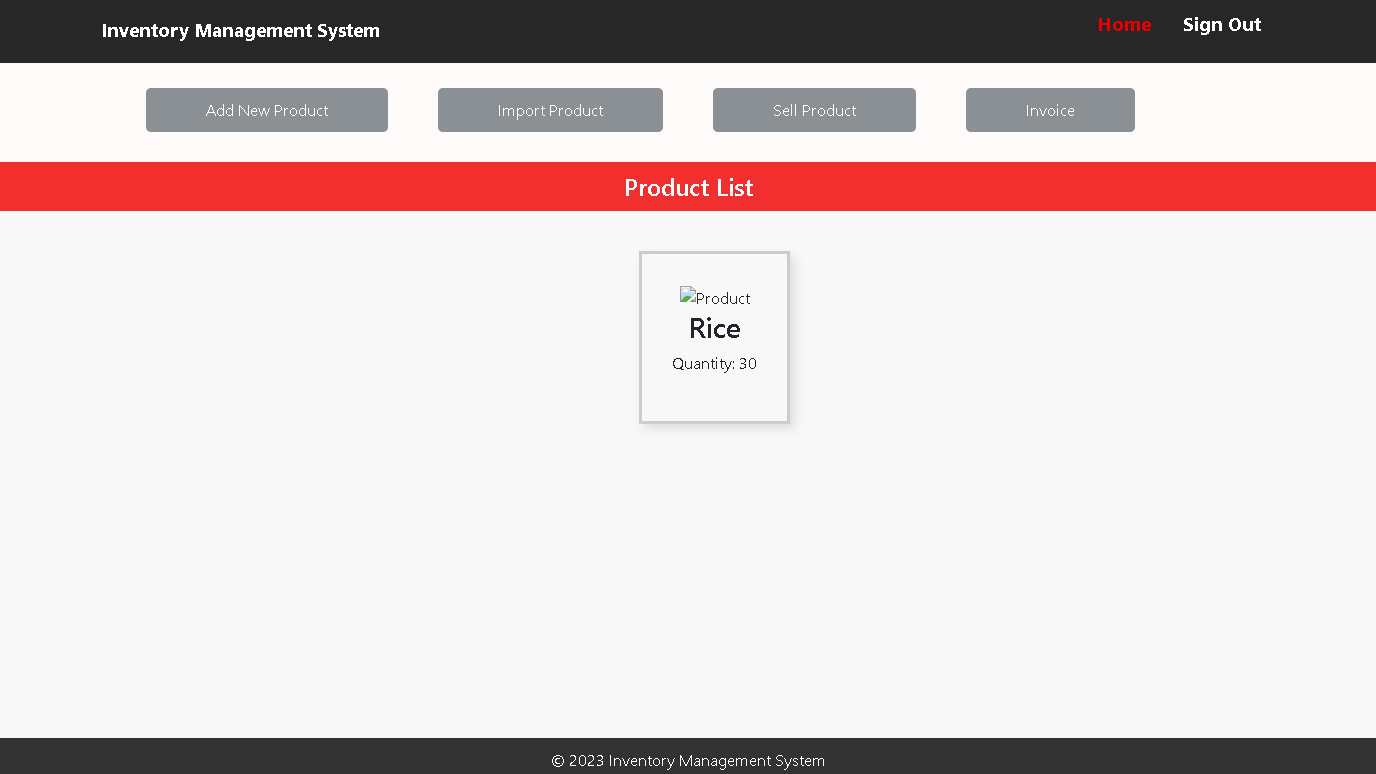 Inventory Management System
Home Sign Out
Add New Product Import Product Sell Product Invoice
Product List
Product
Rice
Quantity: 30
© 2023 Inventory Management System